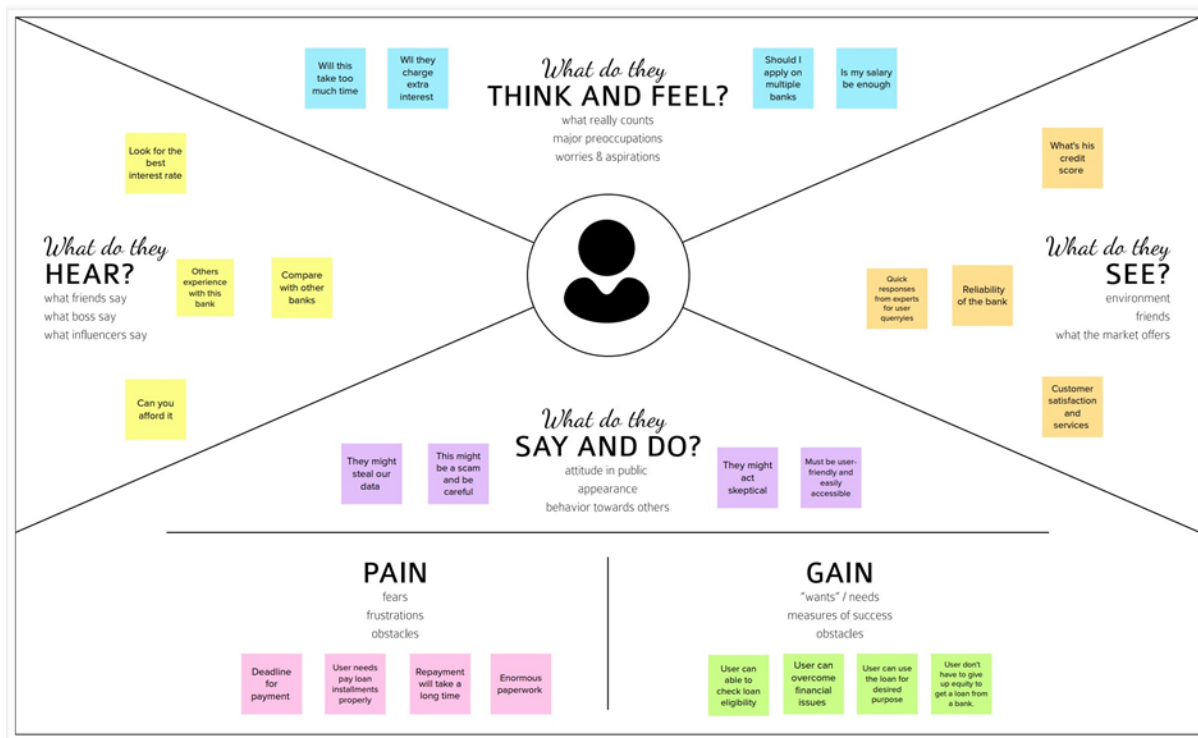 Will this
take too
much time
WIl they
charge
extra
interest
What do they
THINK AND FEEL?
what really counts
major preoccupations
worries & aspirations
Should I
apply on
multiple
banks
Is my salary
be enough
Look for the
best
interest rate
What do they
HEAR?
what friends say
what boss say
what influencers say
Others
experience
with this
bank
Compare
with other
banks
Can you
afford it
What's his
credit
score
What do they
SEE?
environment
friends
what the market offers
Quick
responses
from experts
for user
querryies
Reliability
of the bank
Customer
satisfaction
and
services
What do they
SAY AND DO?
attitude in public
appearance
behavior towards others
They might
steal our
data
This might
be a scam
and be
careful
They might
act
skeptical
Must be user-
friendly and
easily
accessible
PAIN
fears
frustrations
obstacles
Deadline
for
payment
User needs
pay loan
installments
properly
Repayment
will take a
long time
Enormous
paperwork
GAIN
"wants" / needs
measures of success
obstacles
User can
able to
check loan
eligibility
User can
overcome
financial
issues
User can use
the loan for
desired
purpose
User don't
have to give
up equity to
get a loan from
a bank.